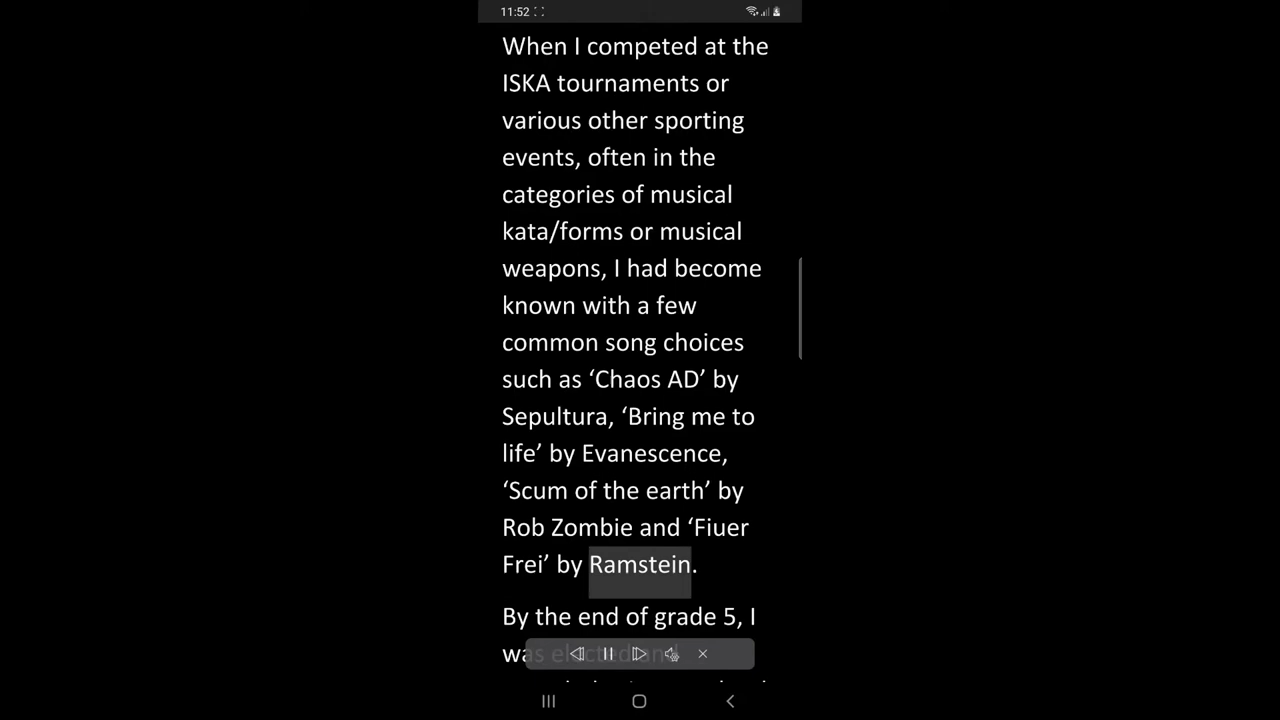 11:52
When I competed at the
ISKA tournaments or
various other sporting
events, often in the
categories of musical
kata/forms or musical
weapons, I had become
known with a few
common song choices
such as ‘Chaos AD’ by
Sepultura, ‘Bring me to
life’ by Evanescence,
‘Scum of the earth’ by
Rob Zombie and ‘Fiuer
Frei’ by Ramstein.
By the end of grade 5, I
was elected and